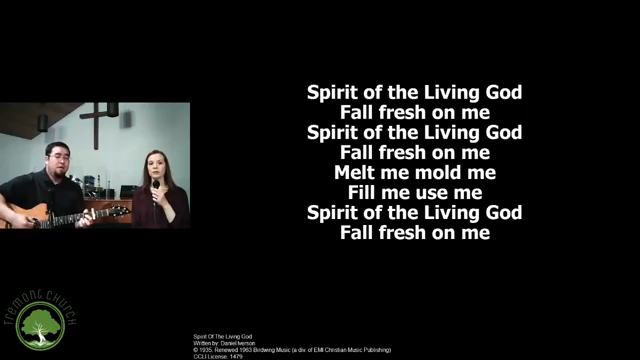 Spirit of the Living God
Fall fresh on me
Spirit of the Living God
Fall fresh on me
Melt me mold me
Fill me use me
Spirit of the Living God
Fall fresh on me
Tremont Church
Spirit Of The Living God
Written by: Daniel Iverson
© 1935. Renewed 1963 Birdwing Music (a div. of EMI Christian Music Publishing)
CCLI License: 1479